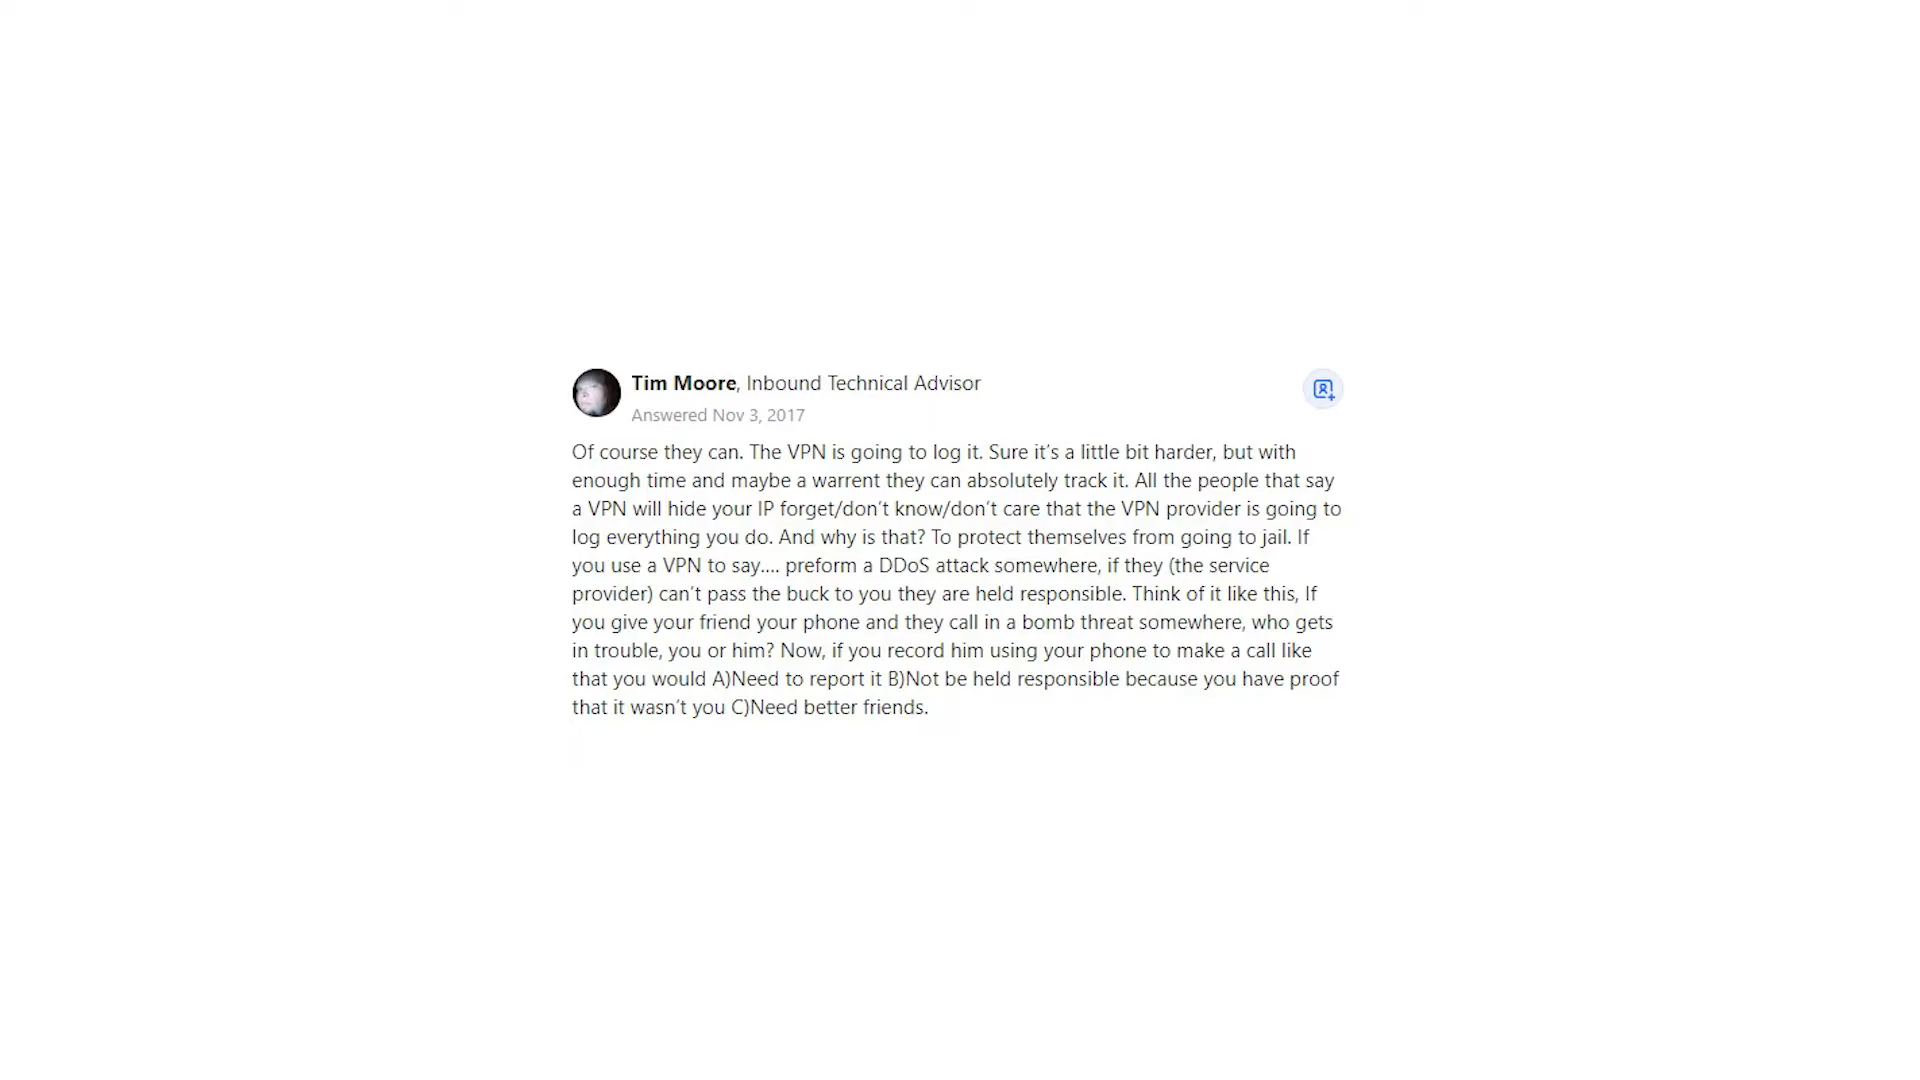 Tim Moore, Inbound Technical Advisor
Answered Nov 3, 2017
Of course they can. The VPN is going to log it. Sure it's a little bit harder, but with
enough time and maybe a warrent they can absolutely track it. All the people that say
a VPN will hide your IP forget/don't know/don't care that the VPN provider is going to
log everything you do. And why is that? To protect themselves from going to jail. If
you use a VPN to say.... preform a DDoS attack somewhere, if they (the service
provider) can't pass the buck to you they are held responsible. Think of it like this, If
you give your friend your phone and they call in a bomb threat somewhere, who gets
in trouble, you or him? Now, if you record him using your phone to make a call like
that you would A)Need to report it B)Not be held responsible because you have proof
that it wasn't you C)Need better friends.